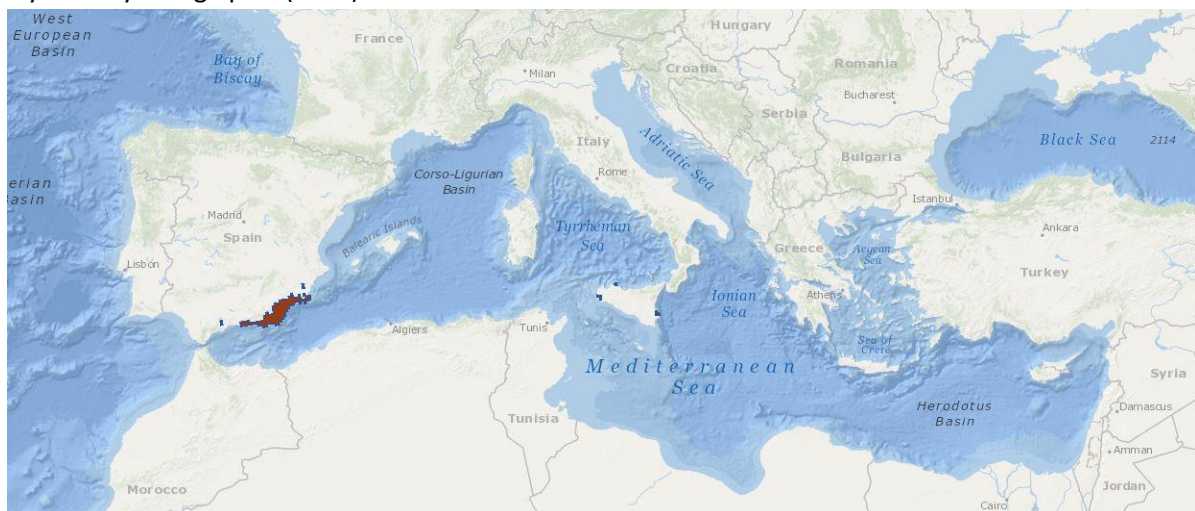 West
European
Basin
Bay of
Biscay
France
Hungary
Milan
Croatia
Romania
Bucharest
Serbia
Italy
Adriatic Sea
Black Sea
2114
Bulgaria
Corso-Ligurian
Basin
Rome
Istanbul
erian
Basin
Madrid
Spain
Balearic Islands
Tyrrhenian
Sea
Ankara
Greece
Aegean
Sea
Turkey
Lisbon
Ionian
Sea
Athens
Algiers
Tunis
Sea of
Crete
Mediterranean
Sea
Syria
Herodotus
Basin
Damascus
Tunisia
Amman
Morocco
Cairo
Jordan